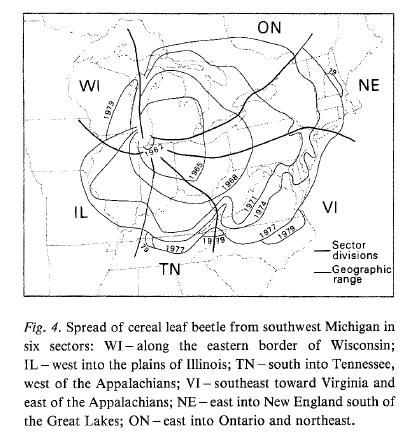 ON
WI
NE
79
1979
1962
1965
1968
1971
1974
IL
VI
1977
1979
1979
1977
79
TN
Sector
divisions
Geographic
range
Fig. 4. Spread of cereal leaf beetle from southwest Michigan in
six sectors: WI – along the eastern border of Wisconsin;
IL – west into the plains of Illinois; TN – south into Tennessee,
west of the Appalachians; VI – southeast toward Virginia and
east of the Appalachians; NE – east into New England south of
the Great Lakes; ON – east into Ontario and northeast.